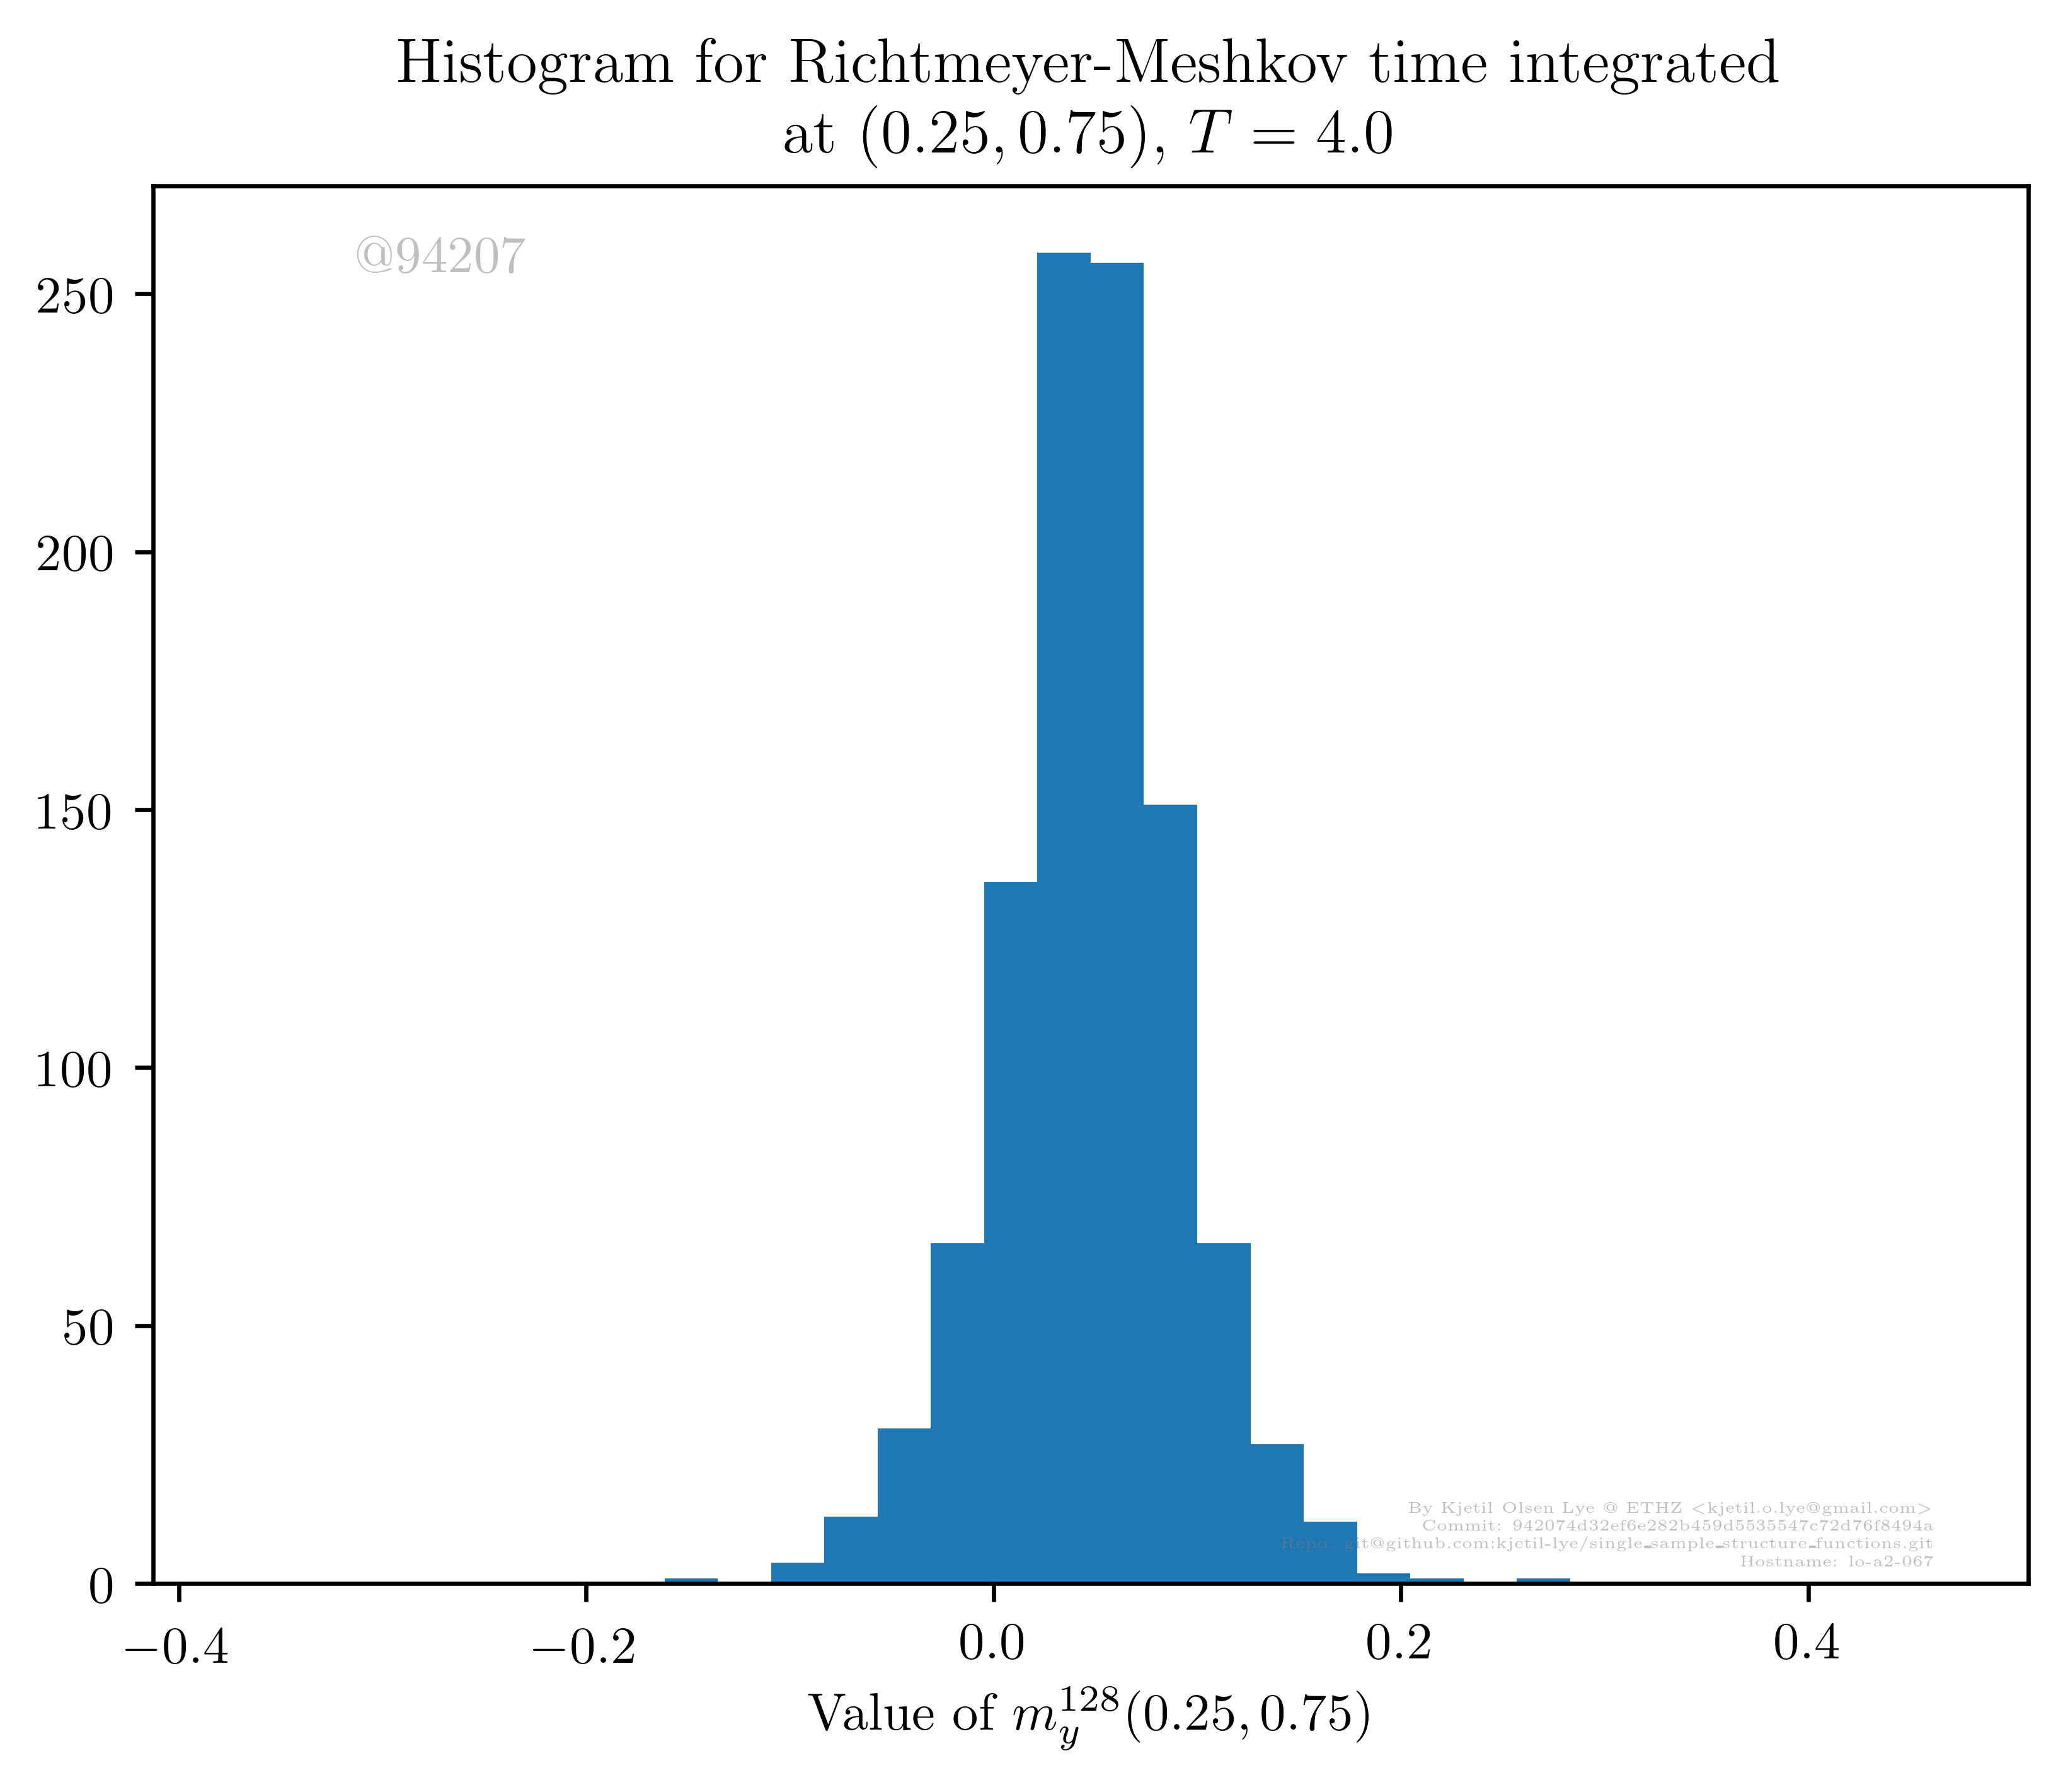 Histogram for Richtmeyer-Meshkov time integrated
at (0.25, 0.75), T = 4.0
@94207
250
200
150
100
50
0
By Kjetil Olsen Lye @ ETHZ <kjetil.o.lye@gmail.com>
Commit: 942074d32ef6e282b459d5535547c72d76f8494a
Repo: git@github.com:kjetil-lye/single_sample_structure_functions.git
Hostname: lo-a2-067
−0.4 −0.2 0.0 0.2 0.4
Value of m_y^128(0.25, 0.75)